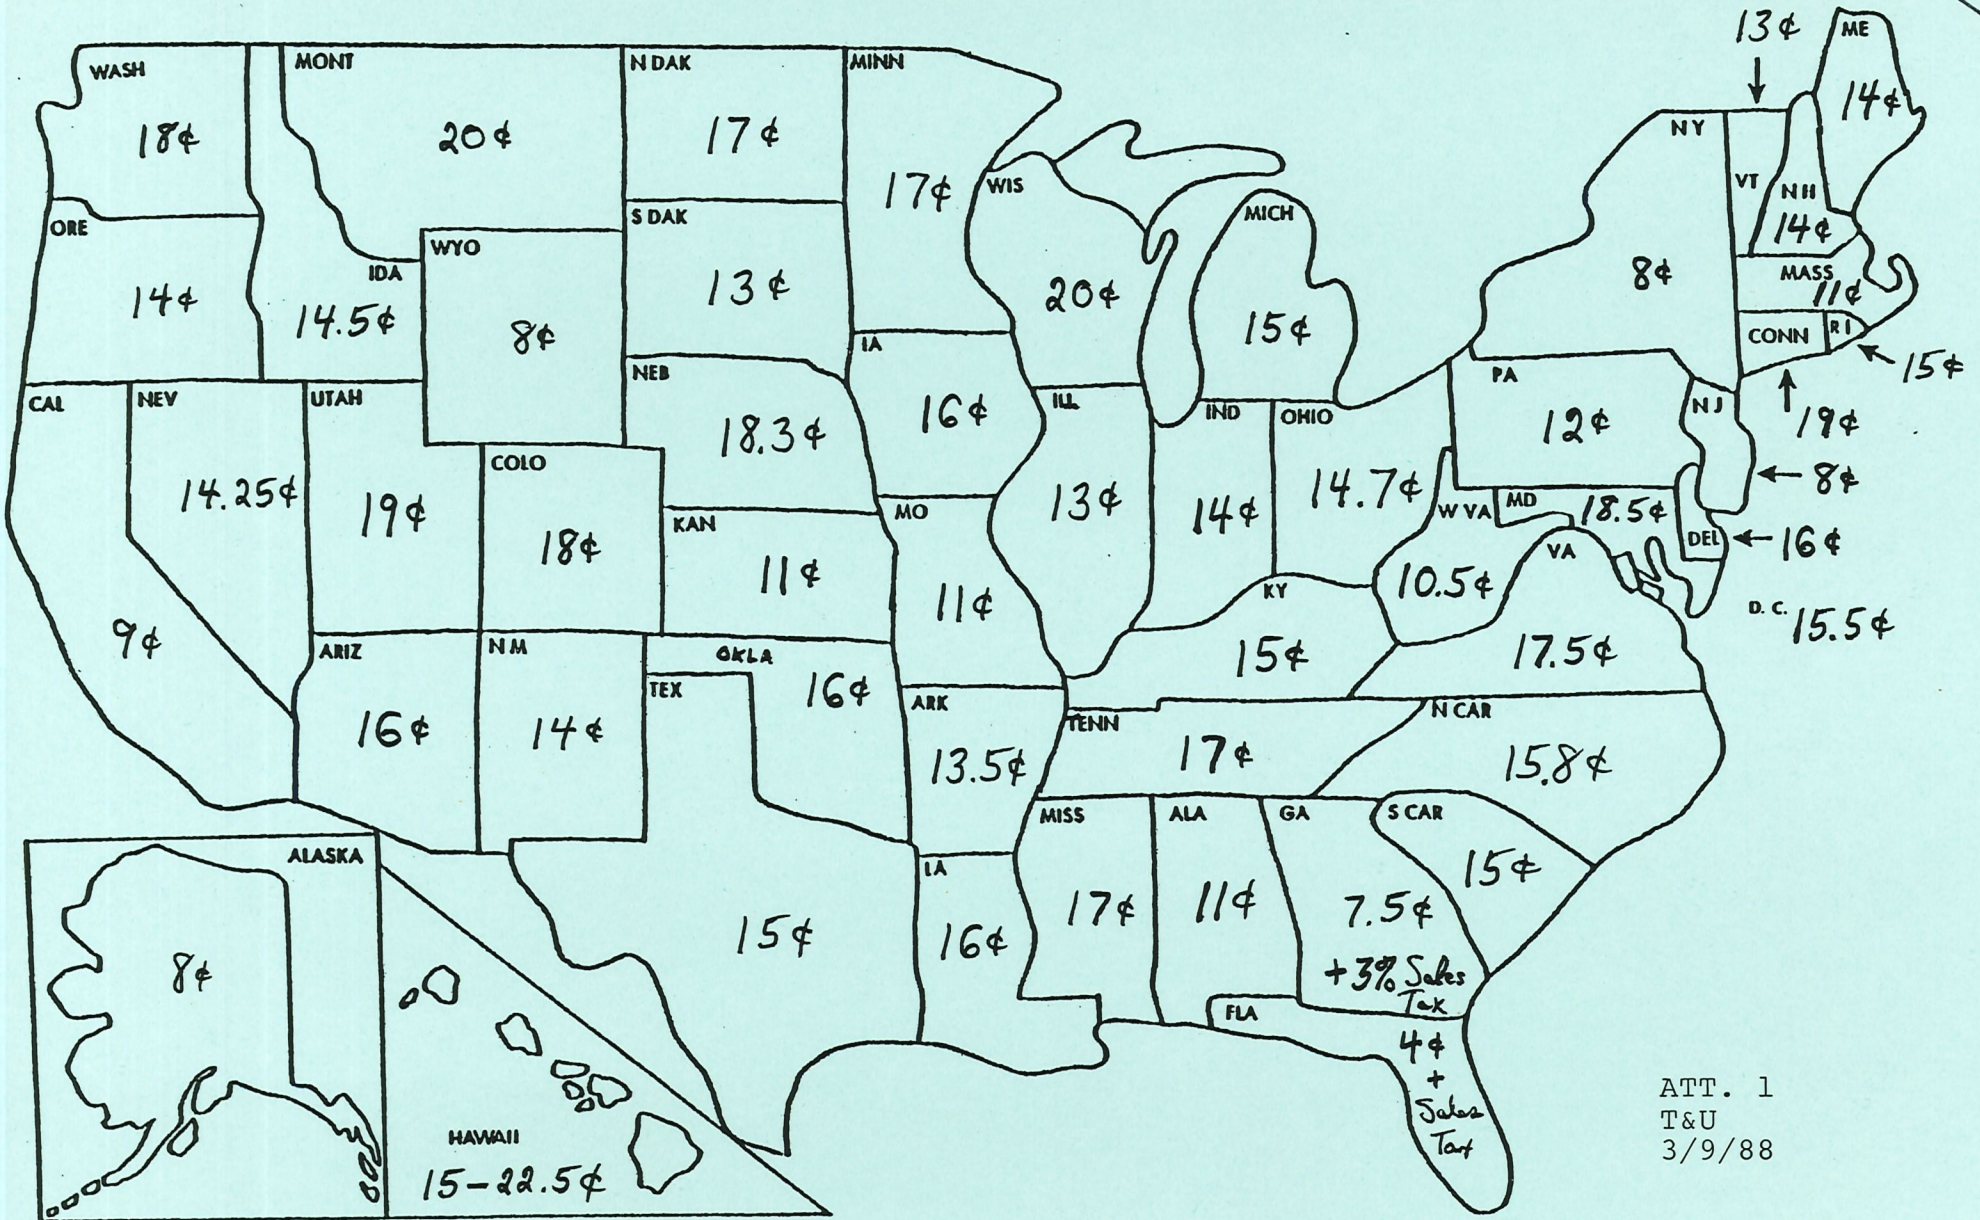 13¢
ME
14¢
WASH
18¢
MONT
20¢
N DAK
17¢
MINN
17¢
NY
8¢
VT
NH
14¢
WIS
20¢
MICH
15¢
ORE
14¢
IDA
14.5¢
WYO
8¢
S DAK
13¢
MASS
11¢
CONN
RI
15¢
19¢
IA
16¢
NEB
18.3¢
PA
12¢
NJ
8¢
CAL
9¢
NEV
14.25¢
UTAH
19¢
COLO
18¢
ILL
13¢
IND
14¢
OHIO
14.7¢
KAN
11¢
MO
11¢
W VA
10.5¢
MD
18.5¢
DEL
16¢
VA
17.5¢
D.C.
15.5¢
KY
15¢
ARIZ
16¢
N M
14¢
OKLA
16¢
TEX
15¢
ARK
13.5¢
TENN
17¢
N CAR
15.8¢
MISS
17¢
ALA
11¢
GA
7.5¢
+3% Sales
Tax
S CAR
15¢
LA
16¢
FLA
4¢
+
Sales
Tax
ALASKA
8¢
HAWAII
15-22.5¢
ATT. 1
T&U
3/9/88